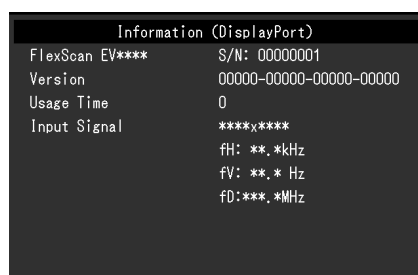 Information (DisplayPort)
FlexScan EV**** S/N: 00000001
Version 00000-00000-00000-00000
Usage Time 0
Input Signal ****x****
fH: **.*kHz
fV: **.* Hz
fD:***.*MHz